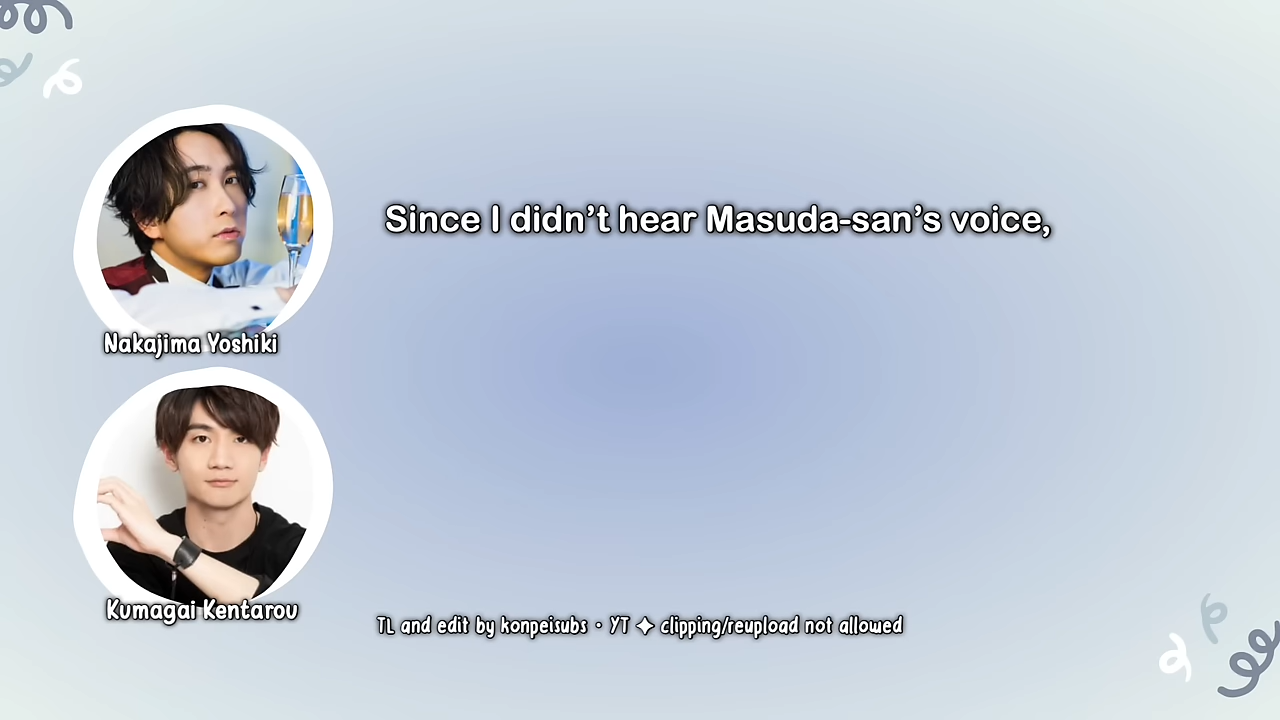 Since I didn't hear Masuda-san's voice,
Nakajima Yoshiki
Kumagai Kentarou
TL and edit by konpeisubs • YT ✦ clipping/reupload not allowed